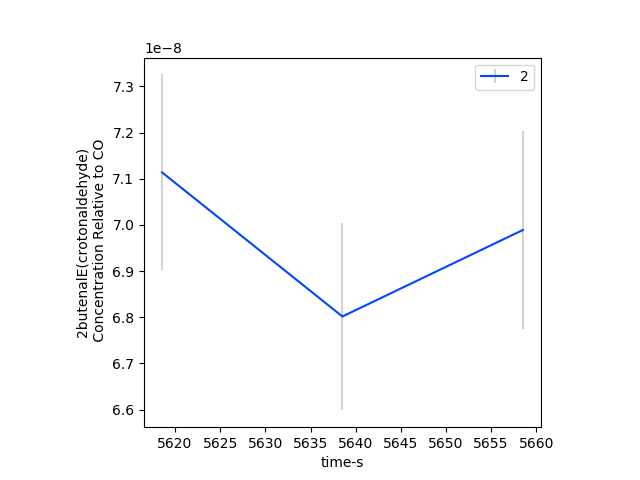 1e−8
2
7.3
7.2
7.1
7.0
6.9
6.8
6.7
6.6
2butenalE(crotonaldehyde)
Concentration Relative to CO
5620 5625 5630 5635 5640 5645 5650 5655 5660
time-s